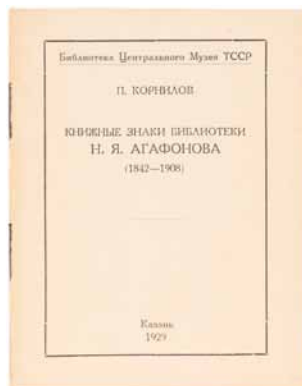 Библиотека Центрального Музея ТССР
П. КОРНИЛОВ
КНИЖНЫЕ ЗНАКИ БИБЛИОТЕКИ
Н. Я. АГАФОНОВА
(1842—1908)
Казань
1929